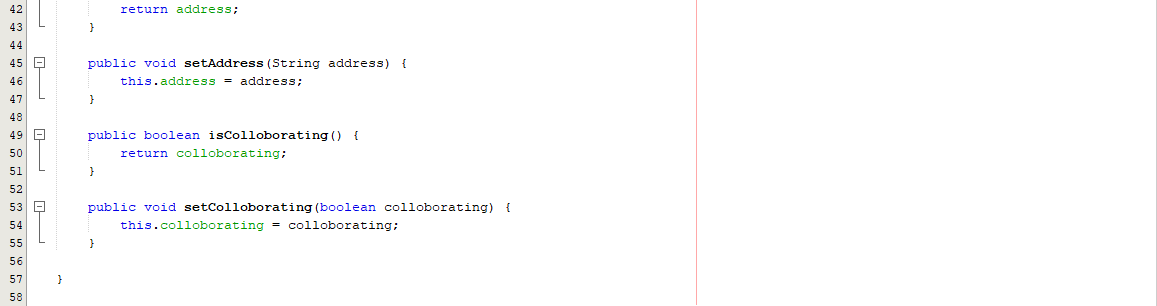 42 return address;
43 }
44
45 public void setAddress(String address) {
46 this.address = address;
47 }
48
49 public boolean isColloborating() {
50 return colloborating;
51 }
52
53 public void setColloborating(boolean colloborating) {
54 this.colloborating = colloborating;
55 }
56
57 }
58